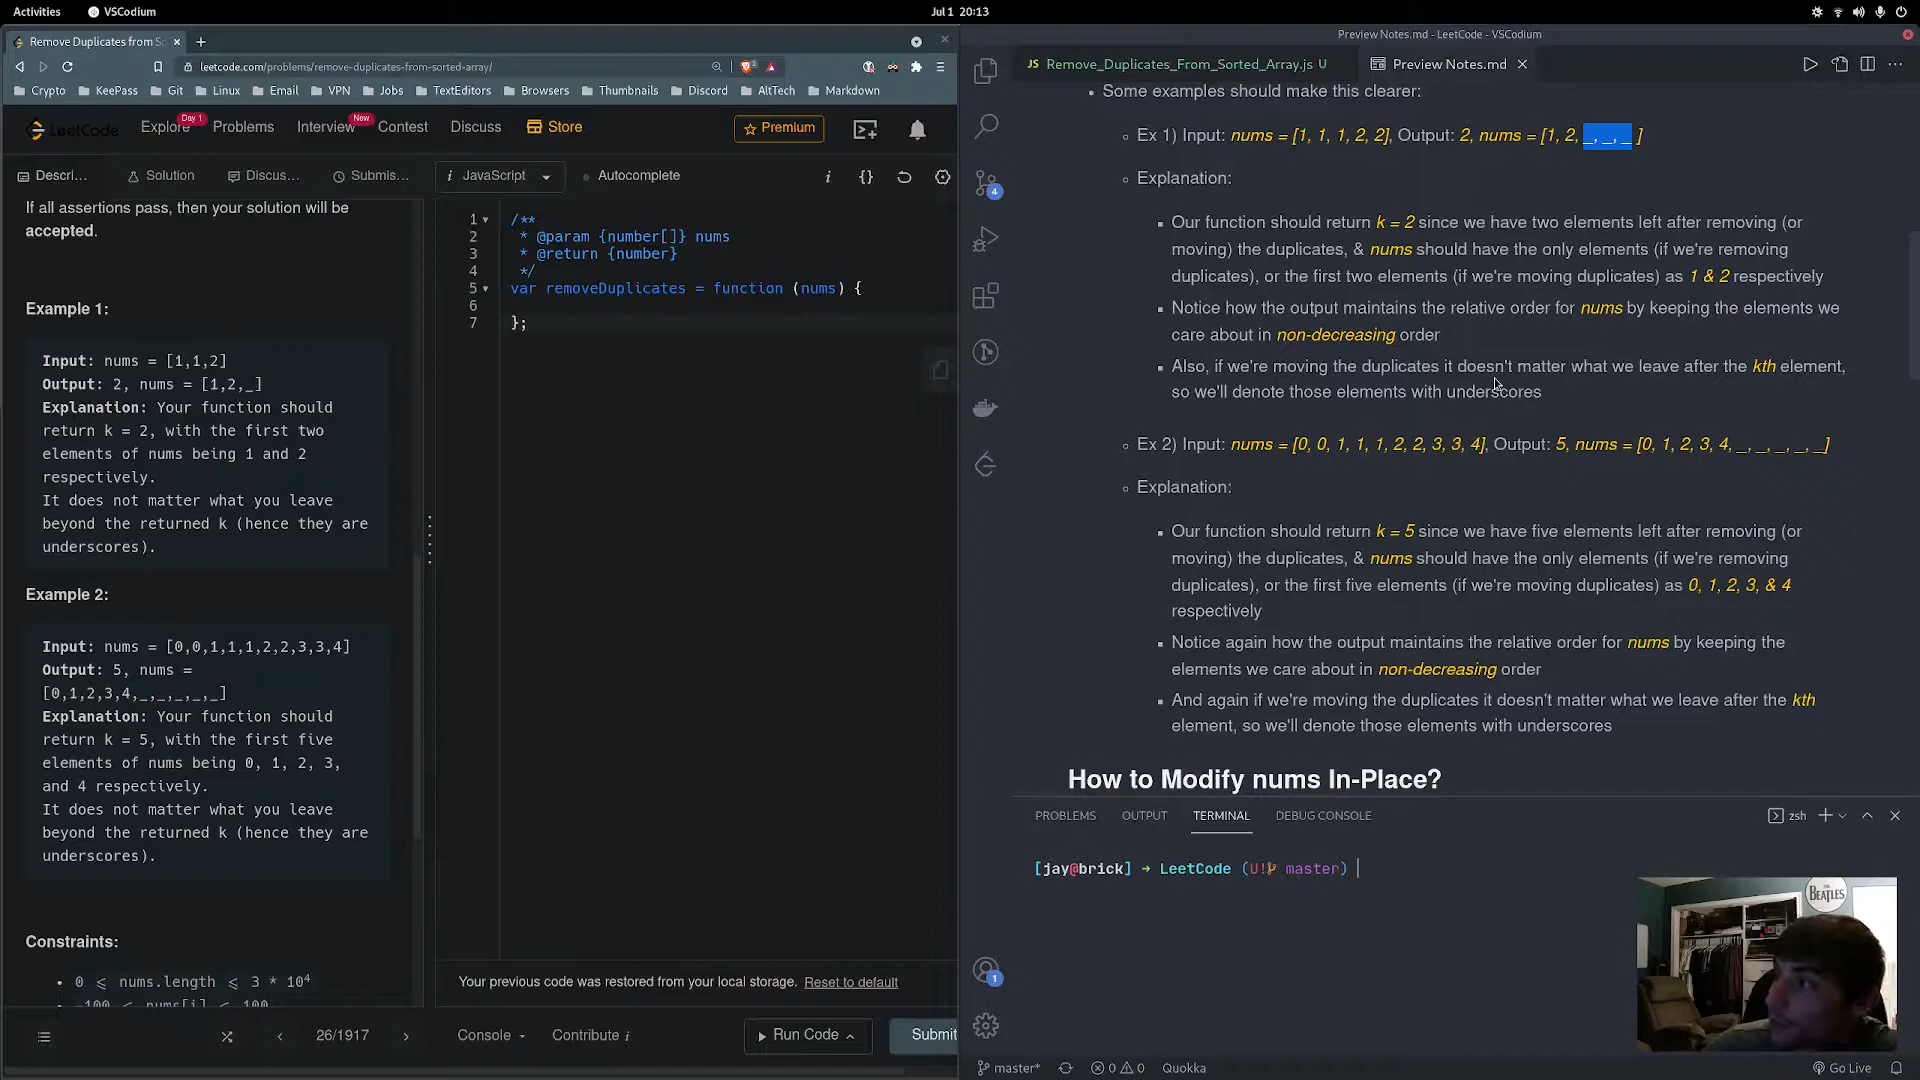 Activities
VSCodium
Jul 1 20:13
Remove Duplicates from So
leetcode.com/problems/remove-duplicates-from-sorted-array/
Crypto KeePass Git Linux Email VPN Jobs TextEditors Browsers Thumbnails Discord AltTech Markdown
LeetCode Explore Day 1 Problems Interview New Contest Discuss Store Premium
Descri... Solution Discus... Submis...
i JavaScript Autocomplete
If all assertions pass, then your solution will be
accepted.
Example 1:
Input: nums = [1,1,2]
Output: 2, nums = [1,2,_]
Explanation: Your function should
return k = 2, with the first two
elements of nums being 1 and 2
respectively.
It does not matter what you leave
beyond the returned k (hence they are
underscores).
Example 2:
Input: nums = [0,0,1,1,1,2,2,3,3,4]
Output: 5, nums =
[0,1,2,3,4,_,_,_,_,_]
Explanation: Your function should
return k = 5, with the first five
elements of nums being 0, 1, 2, 3,
and 4 respectively.
It does not matter what you leave
beyond the returned k (hence they are
underscores).
Constraints:
• 0 ⩽ nums.length ⩽ 3 * 10⁴
-100 ⩽ nums[i] ⩽ 100
26/1917
1 /**
2 * @param {number[]} nums
3 * @return {number}
4 */
5 var removeDuplicates = function (nums) {
6
7 };
Your previous code was restored from your local storage. Reset to default
Console Contribute i Run Code Submit
Preview Notes.md - LeetCode - VSCodium
JS Remove_Duplicates_From_Sorted_Array.js U
Preview Notes.md
• Some examples should make this clearer:
◦ Ex 1) Input: nums = [1, 1, 1, 2, 2], Output: 2, nums = [1, 2, _, _, _ ]
◦ Explanation:
▪ Our function should return k = 2 since we have two elements left after removing (or
moving) the duplicates, & nums should have the only elements (if we're removing
duplicates), or the first two elements (if we're moving duplicates) as 1 & 2 respectively
▪ Notice how the output maintains the relative order for nums by keeping the elements we
care about in non-decreasing order
▪ Also, if we're moving the duplicates it doesn't matter what we leave after the kth element,
so we'll denote those elements with underscores
◦ Ex 2) Input: nums = [0, 0, 1, 1, 1, 2, 2, 3, 3, 4], Output: 5, nums = [0, 1, 2, 3, 4, _, _, _, _, _]
◦ Explanation:
▪ Our function should return k = 5 since we have five elements left after removing (or
moving) the duplicates, & nums should have the only elements (if we're removing
duplicates), or the first five elements (if we're moving duplicates) as 0, 1, 2, 3, & 4
respectively
▪ Notice again how the output maintains the relative order for nums by keeping the
elements we care about in non-decreasing order
▪ And again if we're moving the duplicates it doesn't matter what we leave after the kth
element, so we'll denote those elements with underscores
How to Modify nums In-Place?
4
1
PROBLEMS OUTPUT TERMINAL DEBUG CONSOLE
zsh
[jay@brick] → LeetCode (U! master)
THE
BEATLES
master* 0 0 Quokka
Go Live